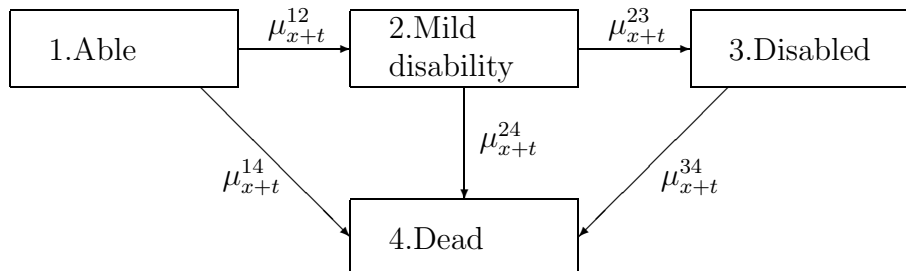 μ^{12}_{x+t}
μ^{23}_{x+t}
1.Able
2.Mild
disability
3.Disabled
μ^{14}_{x+t}
μ^{24}_{x+t}
μ^{34}_{x+t}
4.Dead